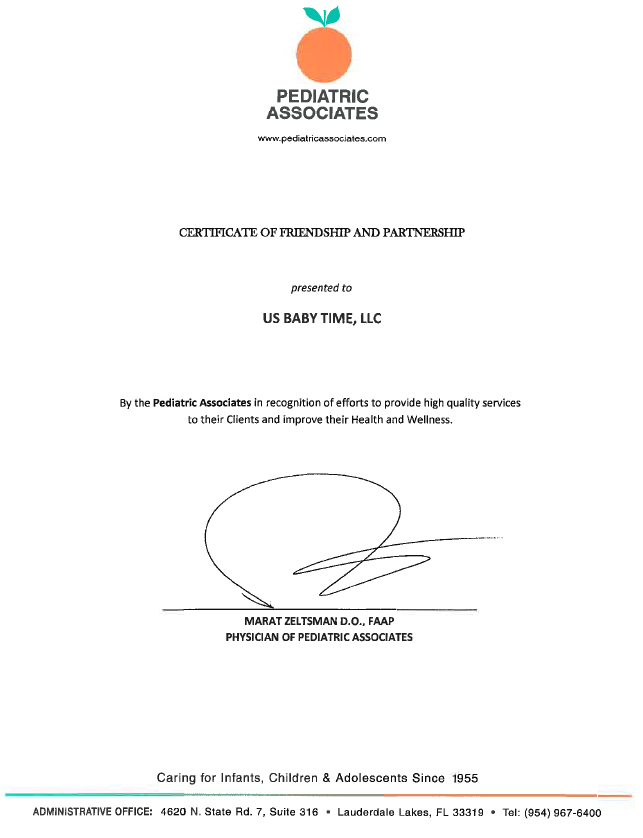 PEDIATRIC
ASSOCIATES
www.pediatricassociates.com
CERTIFICATE OF FRIENDSHIP AND PARTNERSHIP
presented to
US BABY TIME, LLC
By the Pediatric Associates in recognition of efforts to provide high quality services
to their Clients and improve their Health and Wellness.
MARAT ZELTSMAN D.O., FAAP
PHYSICIAN OF PEDIATRIC ASSOCIATES
Caring for Infants, Children & Adolescents Since 1955
ADMINISTRATIVE OFFICE: 4620 N. State Rd. 7, Suite 316 • Lauderdale Lakes, FL 33319 • Tel: (954) 967-6400